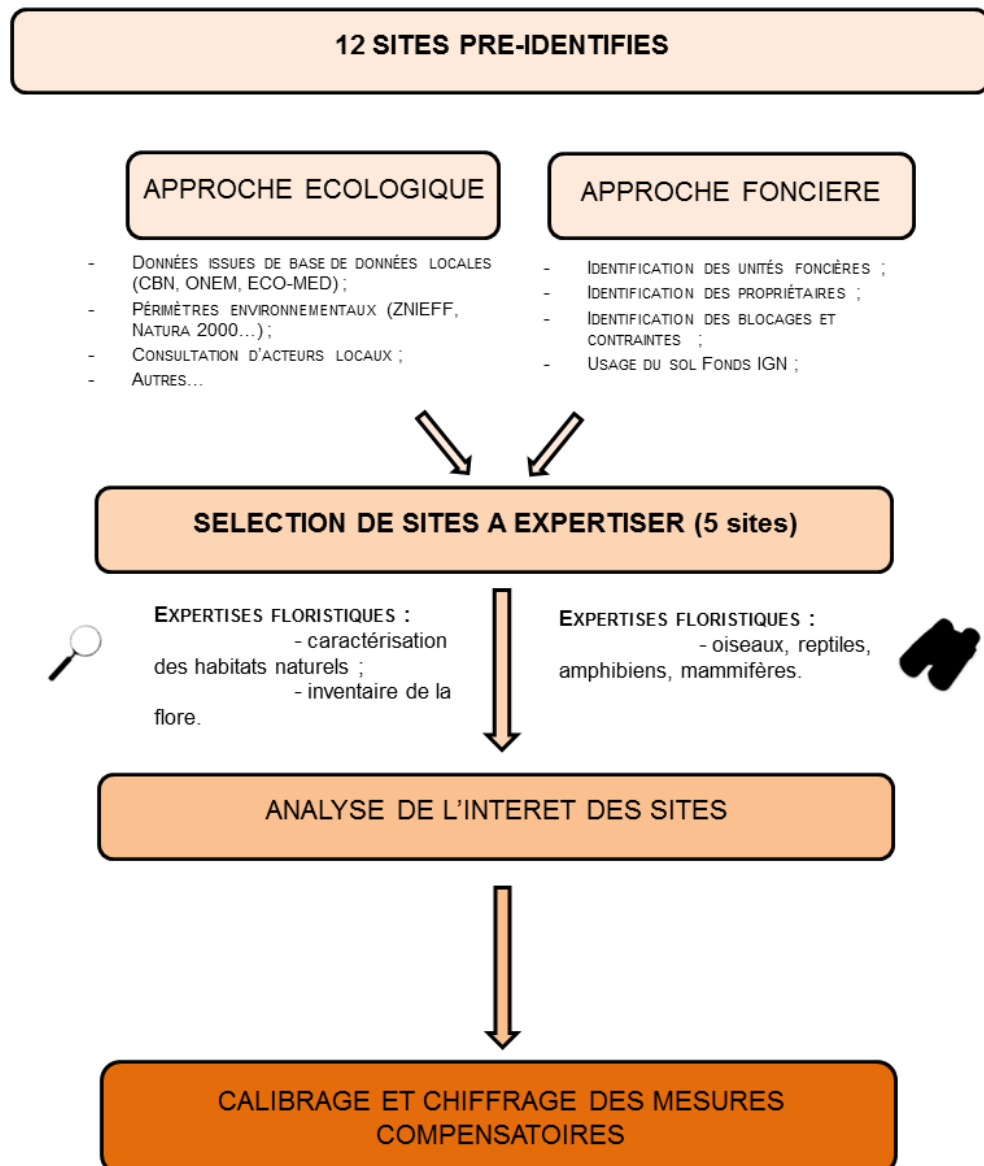 12 SITES PRE-IDENTIFIES
APPROCHE ECOLOGIQUE
- DONNÉES ISSUES DE BASE DE DONNÉES LOCALES
(CBN, ONEM, ECO-MED) ;
- PÉRIMÈTRES ENVIRONNEMENTAUX (ZNIEFF,
NATURA 2000...) ;
- CONSULTATION D'ACTEURS LOCAUX ;
- AUTRES...
APPROCHE FONCIERE
- IDENTIFICATION DES UNITÉS FONCIÈRES ;
- IDENTIFICATION DES PROPRIÉTAIRES ;
- IDENTIFICATION DES BLOCAGES ET
CONTRAINTES ;
- USAGE DU SOL FONDS IGN ;
SELECTION DE SITES A EXPERTISER (5 sites)
EXPERTISES FLORISTIQUES :
- caractérisation
des habitats naturels ;
- inventaire de la
flore.
EXPERTISES FLORISTIQUES :
- oiseaux, reptiles,
amphibiens, mammifères.
ANALYSE DE L'INTERET DES SITES
CALIBRAGE ET CHIFFRAGE DES MESURES
COMPENSATOIRES